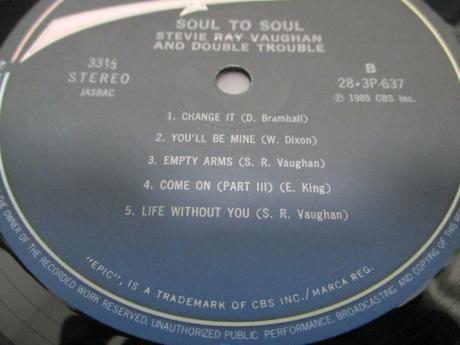 SOUL TO SOUL
STEVIE RAY VAUGHAN
AND DOUBLE TROUBLE
33⅓
STEREO
JASRAC
B
28•3P-637
Ⓟ 1985 CBS Inc.
1. CHANGE IT (D. Bramhall)
2. YOU'LL BE MINE (W. Dixon)
3. EMPTY ARMS (S. R. Vaughan)
4. COME ON (PART III) (E. King)
5. LIFE WITHOUT YOU (S. R. Vaughan)
"EPIC", IS A TRADEMARK OF CBS INC./MARCA REG.
THE OWNER OF THE RECORDED WORK RESERVED, UNAUTHORIZED PUBLIC PERFORMANCE, BROADCASTING AND COPYING OF THIS